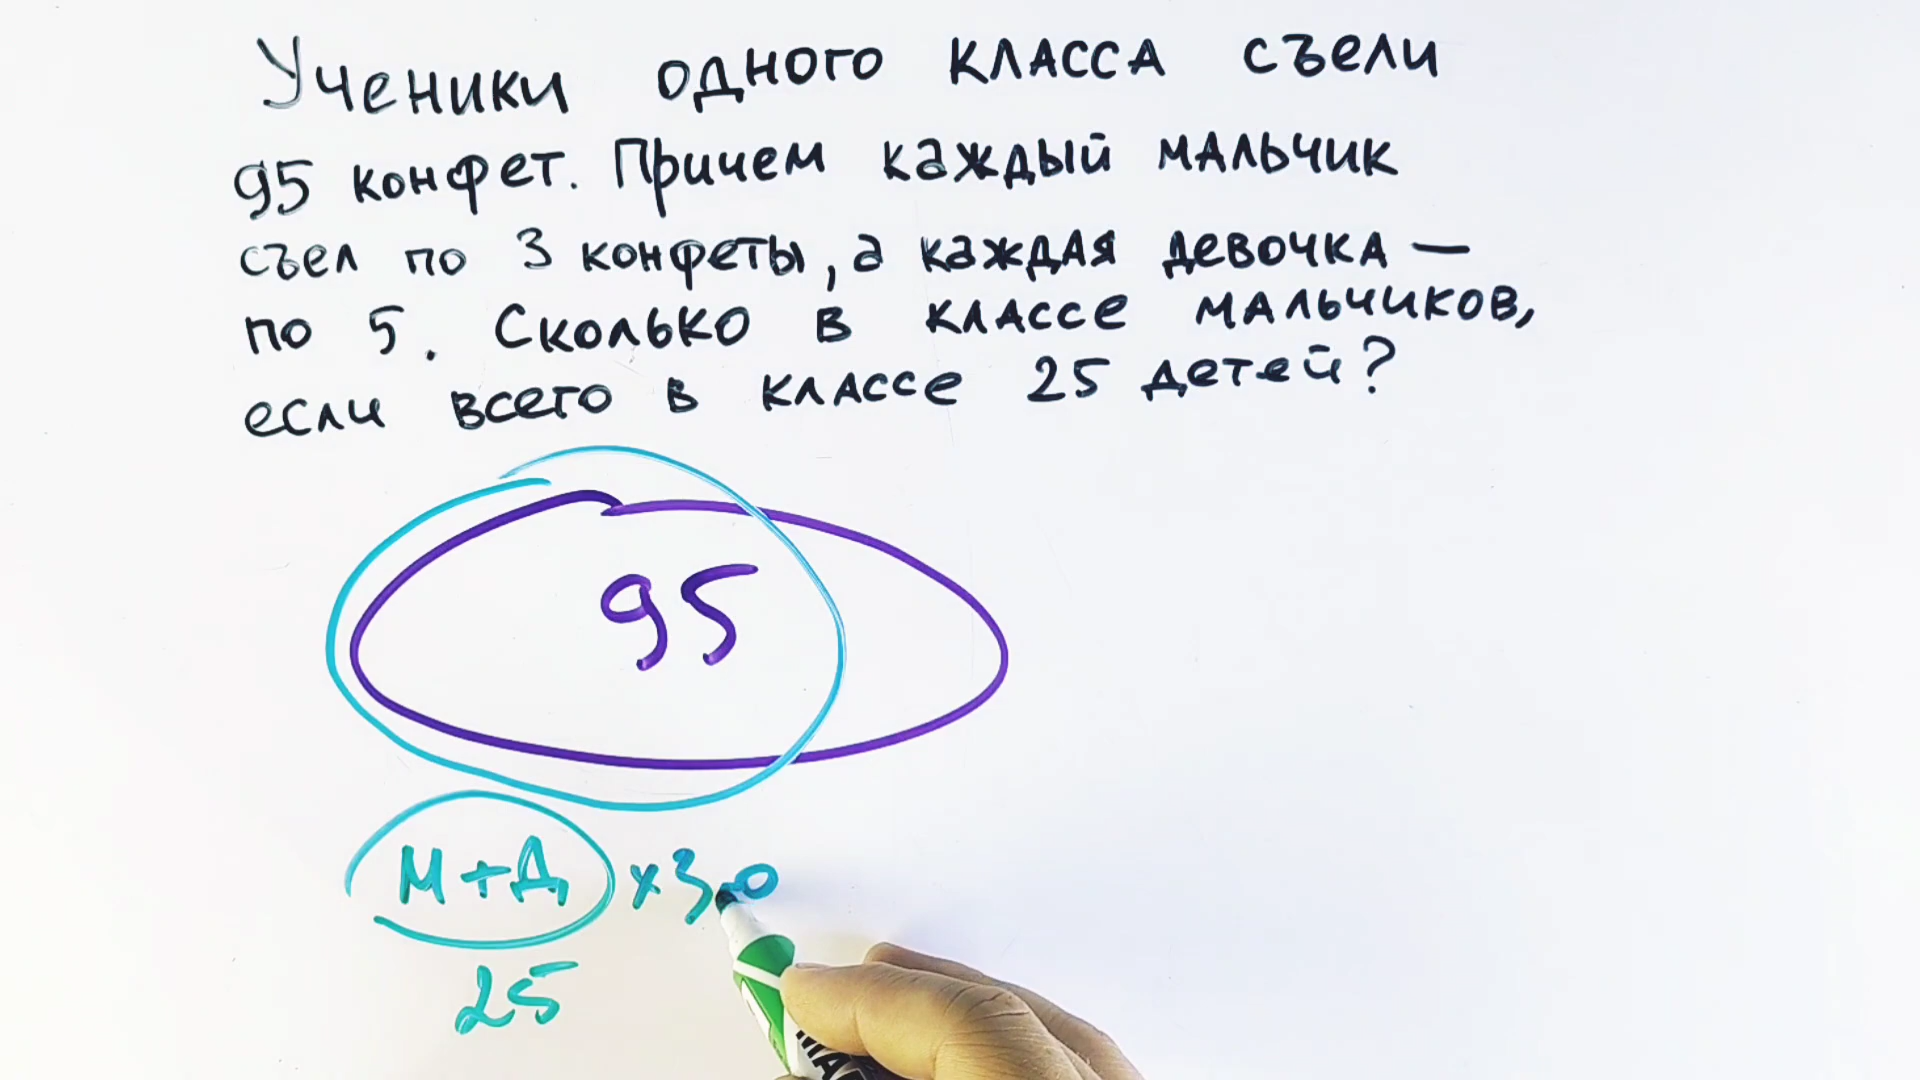 Ученики одного класса съели
95 конфет. Причем каждый мальчик
съел по 3 конфеты, а каждая девочка —
по 5. Сколько в классе мальчиков,
если всего в классе 25 детей?
95
М+Д х 3
25